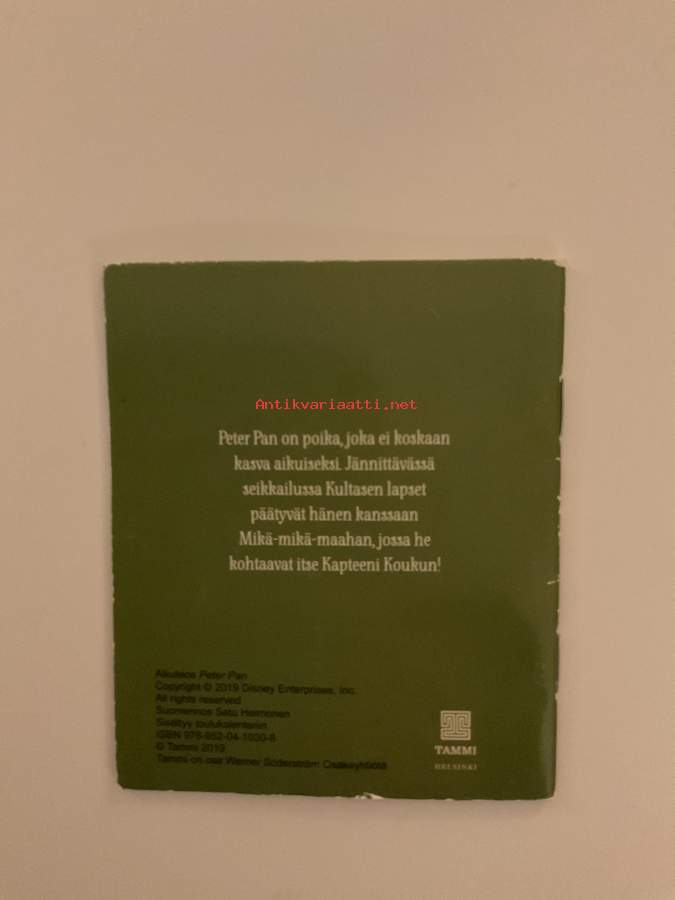 Antikvariaatti.net
Peter Pan on poika, joka ei koskaan
kasva aikuiseksi. Jännittävässä
seikkailussa Kultasen lapset
päätyvät hänen kanssaan
Mikä-mikä-maahan, jossa he
kohtaavat itse Kapteeni Koukun!
Alkuteos Peter Pan
Copyright © 2019 Disney Enterprises, Inc.
All rights reserved
Suomennos Satu Heimonen
Sisältyy joulukalenteriin
ISBN 978-952-04-1030-8
© Tammi 2019
Tammi on osa Werner Söderström Osakeyhtiötä
TAMMI
HELSINKI